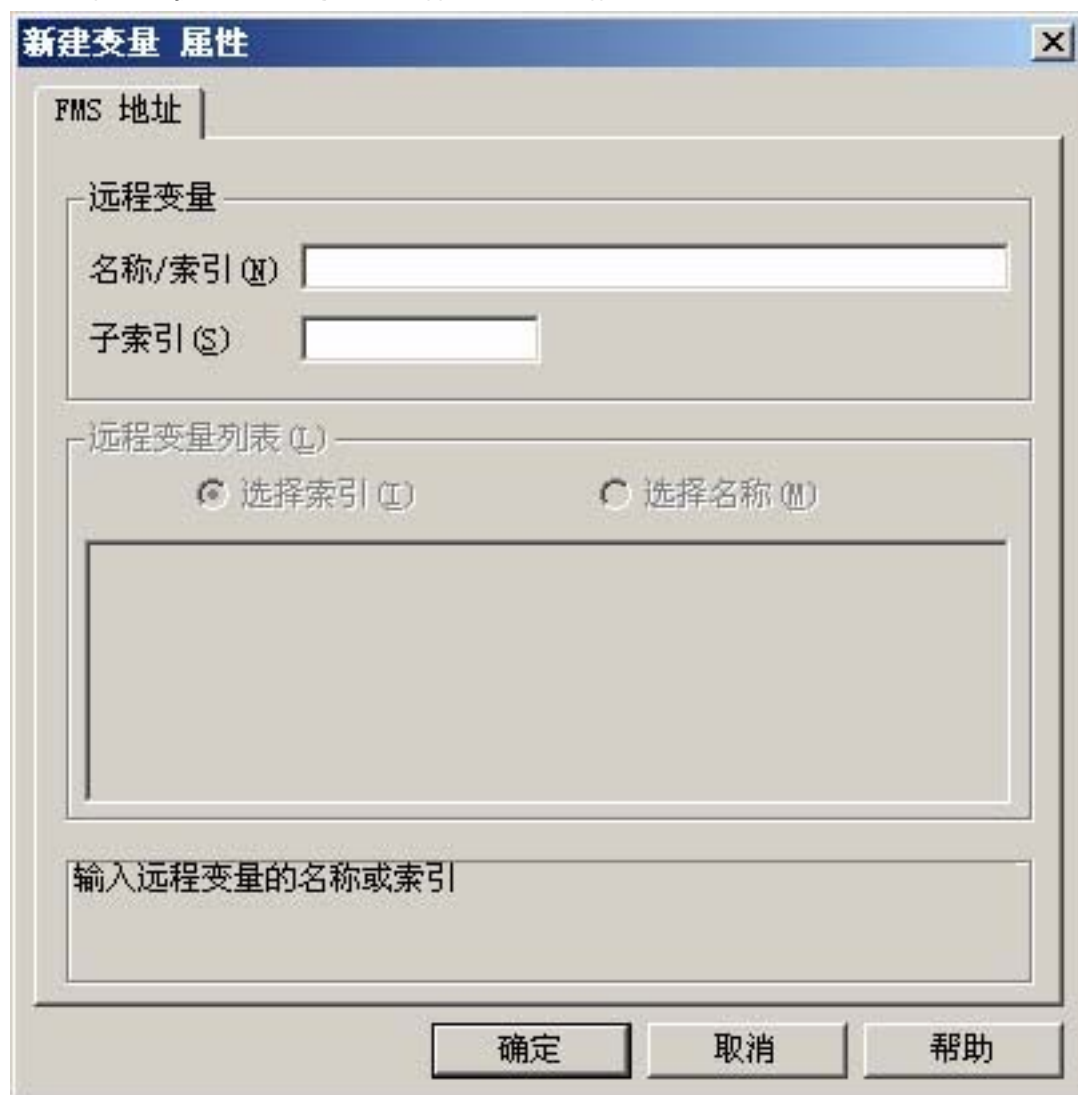 新建变量 属性
FMS 地址
远程变量
名称/索引(N)
子索引(S)
远程变量列表(L)
选择索引(I) 选择名称(M)
输入远程变量的名称或索引
确定 取消 帮助